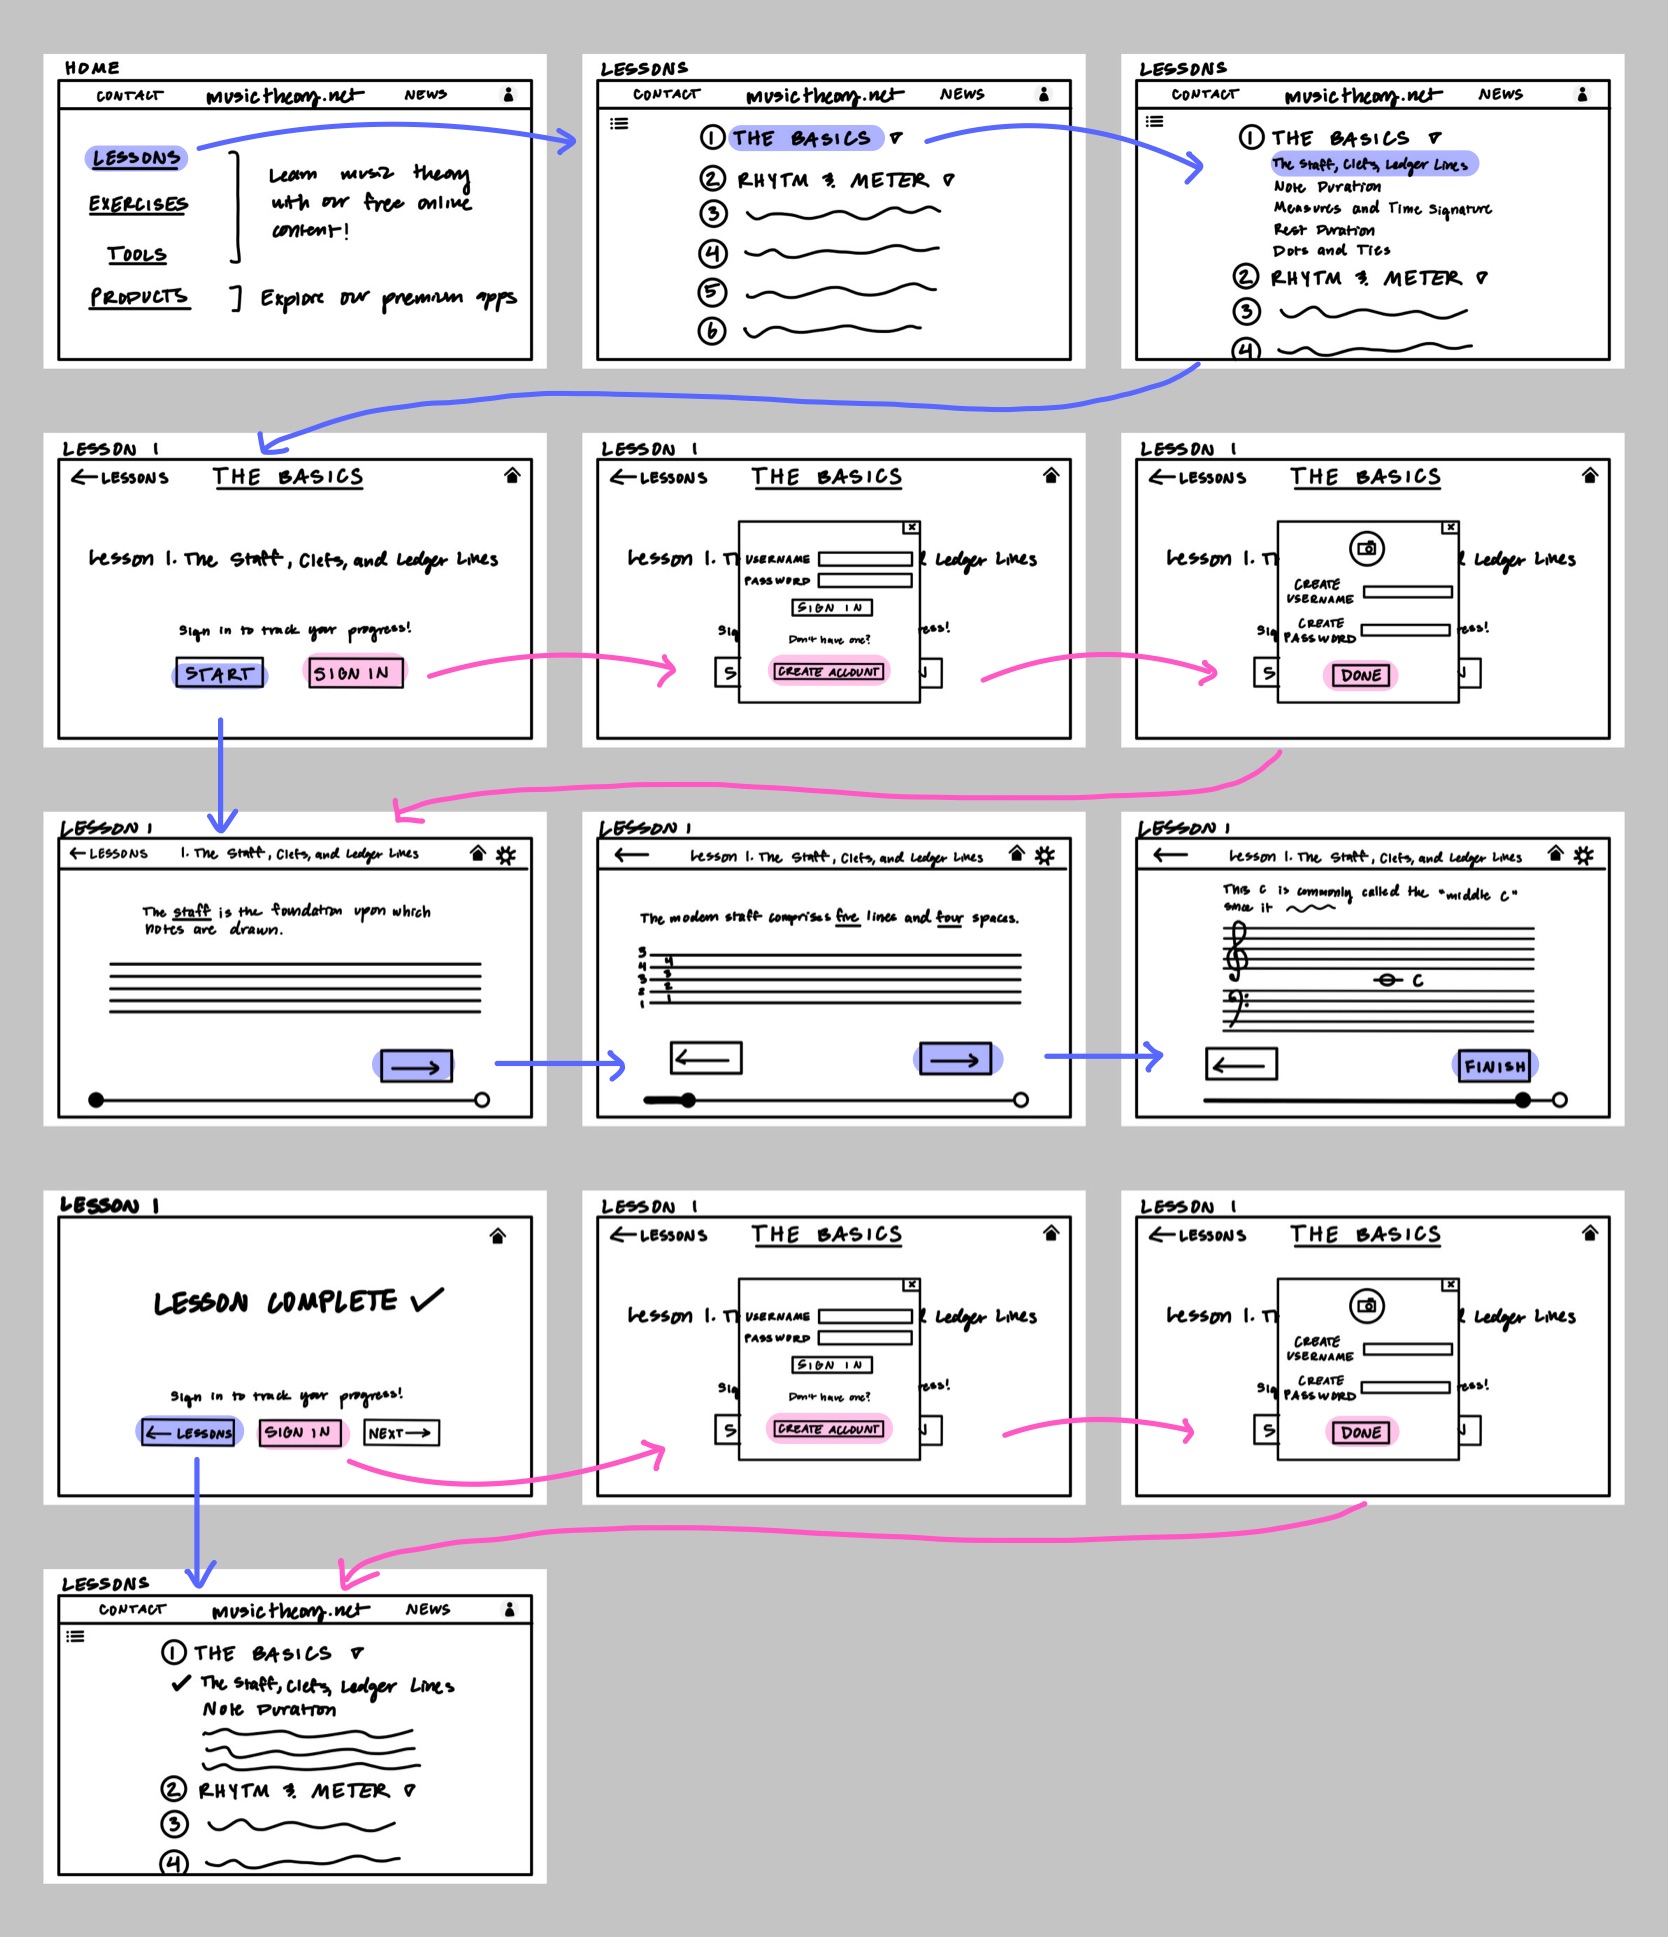 HOME
CONTACT musictheory.net NEWS
LESSONS
EXERCISES
TOOLS
PRODUCTS
Learn music theory
with our free online
content!
Explore our premium apps
LESSONS
CONTACT musictheory.net NEWS
1 THE BASICS
2 RHYTM & METER
3
4
5
6
LESSONS
CONTACT musictheory.net NEWS
1 THE BASICS
The Staff, Clefs, Ledger Lines
Note Duration
Measures and Time Signature
Rest Duration
Dots and Ties
2 RHYTM & METER
3
4
LESSON 1
← LESSONS THE BASICS
Lesson 1. The Staff, Clefs, and Ledger Lines
Sign in to track your progress!
START SIGN IN
LESSON 1
← LESSONS THE BASICS
x
Lesson 1. Th
Ledger Lines
USERNAME
PASSWORD
SIGN IN
Sig
ress!
Don't have one?
S
CREATE ACCOUNT
N
LESSON 1
← LESSONS THE BASICS
x
Lesson 1. Th
Ledger Lines
CREATE
USERNAME
CREATE
PASSWORD
Sig
ress!
S
DONE
N
LESSON 1
← LESSONS 1. The Staff, Clefs, and Ledger Lines
The staff is the foundation upon which
notes are drawn.
→
LESSON 1
← Lesson 1. The Staff, Clefs, and Ledger Lines
The modern staff comprises five lines and four spaces.
5
4
3
2
1
4
3
2
1
← →
LESSON 1
← Lesson 1. The Staff, Clefs, and Ledger Lines
This C is commonly called the "middle C"
since it
C
← FINISH
LESSON 1
LESSON COMPLETE ✓
Sign in to track your progress!
← LESSONS SIGN IN NEXT →
LESSON 1
← LESSONS THE BASICS
x
Lesson 1. Th
Ledger Lines
USERNAME
PASSWORD
SIGN IN
Sig
ress!
Don't have one?
S
CREATE ACCOUNT
N
LESSON 1
← LESSONS THE BASICS
x
Lesson 1. Th
Ledger Lines
CREATE
USERNAME
CREATE
PASSWORD
Sig
ress!
S
DONE
N
LESSONS
CONTACT musictheory.net NEWS
1 THE BASICS
✓ The Staff, Clefs, Ledger Lines
Note Duration
2 RHYTM & METER
3
4